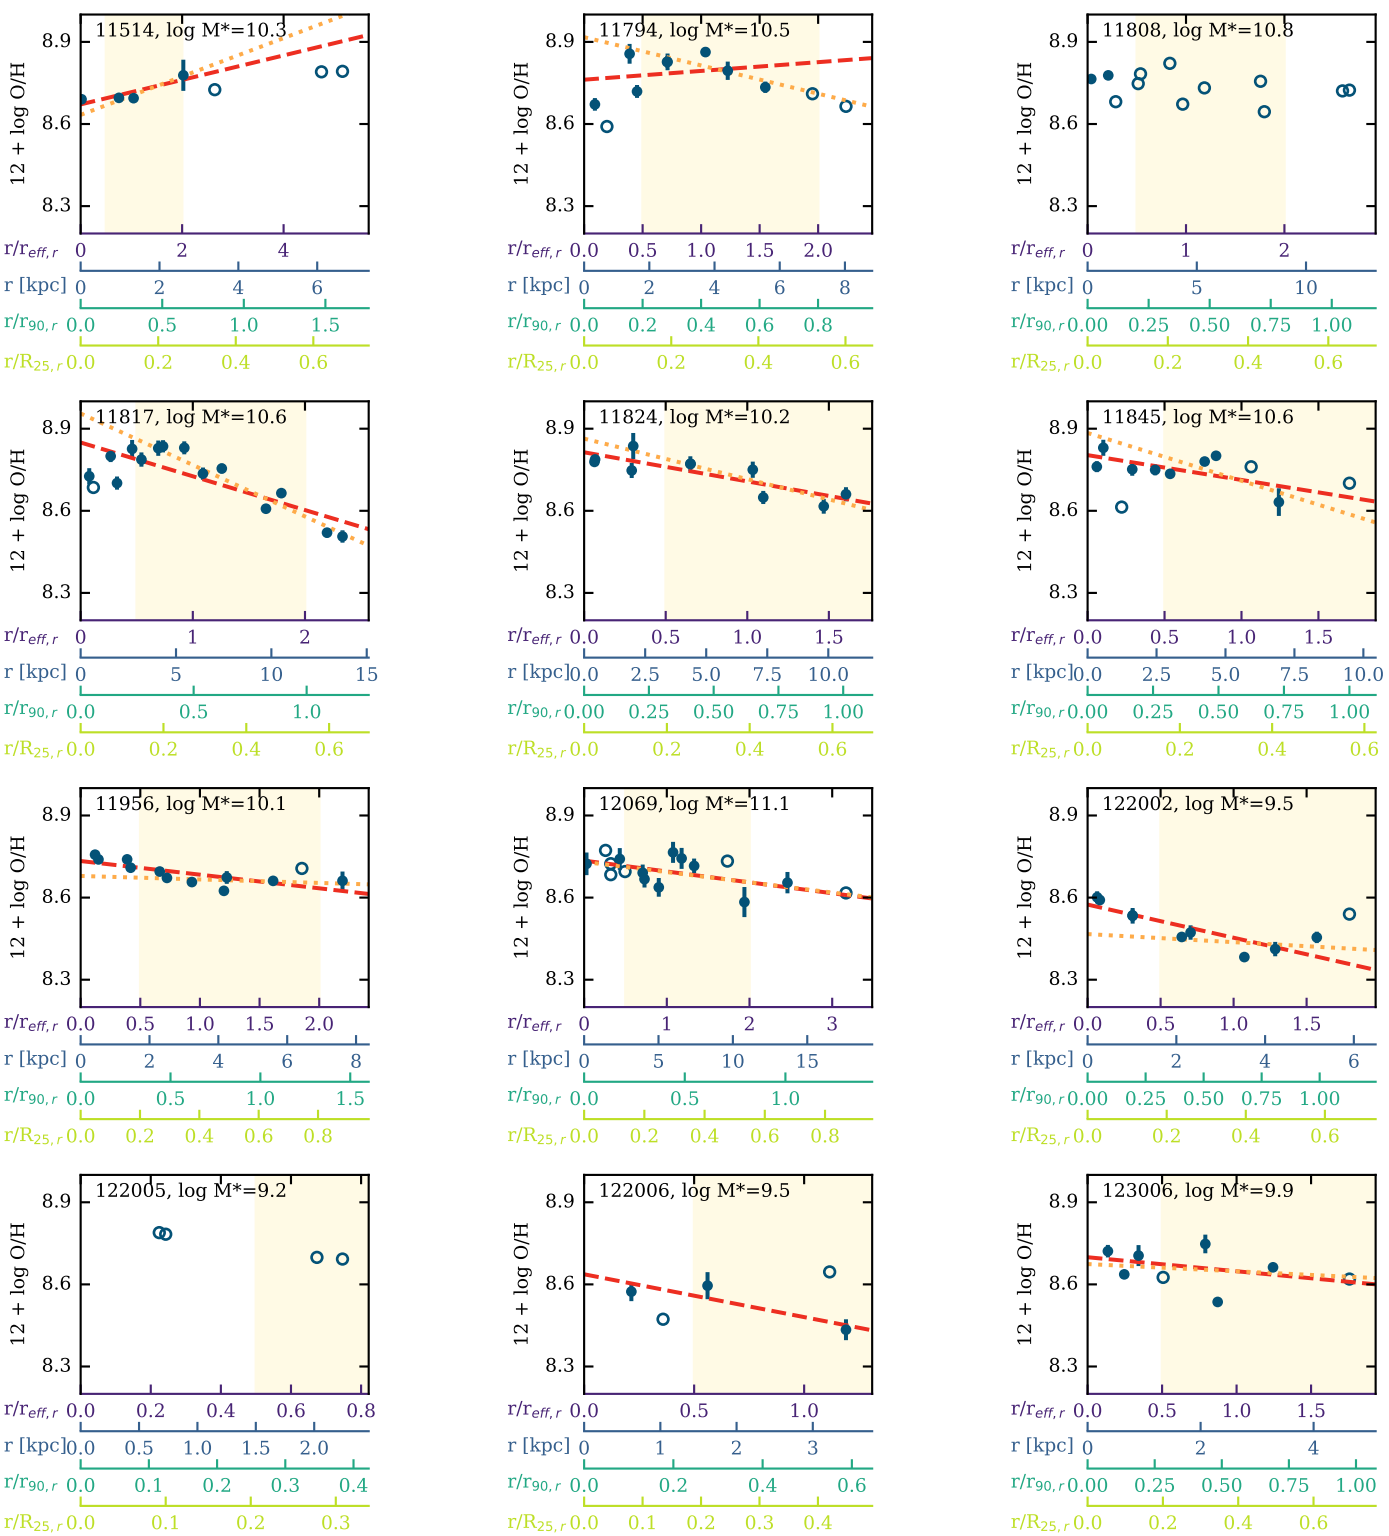 11514, log M*=10.3
12 + log O/H
8.9
8.6
8.3
r/r_eff,r 0 2 4
r [kpc] 0 2 4 6
r/r_90,r 0.0 0.5 1.0 1.5
r/R_25,r 0.0 0.2 0.4 0.6
11794, log M*=10.5
12 + log O/H
8.9
8.6
8.3
r/r_eff,r 0.0 0.5 1.0 1.5 2.0
r [kpc] 0 2 4 6 8
r/r_90,r 0.0 0.2 0.4 0.6 0.8
r/R_25,r 0.0 0.2 0.4 0.6
11808, log M*=10.8
12 + log O/H
8.9
8.6
8.3
r/r_eff,r 0 1 2
r [kpc] 0 5 10
r/r_90,r 0.00 0.25 0.50 0.75 1.00
r/R_25,r 0.0 0.2 0.4 0.6
11817, log M*=10.6
12 + log O/H
8.9
8.6
8.3
r/r_eff,r 0 1 2
r [kpc] 0 5 10 15
r/r_90,r 0.0 0.5 1.0
r/R_25,r 0.0 0.2 0.4 0.6
11824, log M*=10.2
12 + log O/H
8.9
8.6
8.3
r/r_eff,r 0.0 0.5 1.0 1.5
r [kpc] 0.0 2.5 5.0 7.5 10.0
r/r_90,r 0.00 0.25 0.50 0.75 1.00
r/R_25,r 0.0 0.2 0.4 0.6
11845, log M*=10.6
12 + log O/H
8.9
8.6
8.3
r/r_eff,r 0.0 0.5 1.0 1.5
r [kpc] 0.0 2.5 5.0 7.5 10.0
r/r_90,r 0.00 0.25 0.50 0.75 1.00
r/R_25,r 0.0 0.2 0.4 0.6
11956, log M*=10.1
12 + log O/H
8.9
8.6
8.3
r/r_eff,r 0.0 0.5 1.0 1.5 2.0
r [kpc] 0 2 4 6 8
r/r_90,r 0.0 0.5 1.0 1.5
r/R_25,r 0.0 0.2 0.4 0.6 0.8
12069, log M*=11.1
12 + log O/H
8.9
8.6
8.3
r/r_eff,r 0 1 2 3
r [kpc] 0 5 10 15
r/r_90,r 0.0 0.5 1.0
r/R_25,r 0.0 0.2 0.4 0.6 0.8
122002, log M*=9.5
12 + log O/H
8.9
8.6
8.3
r/r_eff,r 0.0 0.5 1.0 1.5
r [kpc] 0 2 4 6
r/r_90,r 0.00 0.25 0.50 0.75 1.00
r/R_25,r 0.0 0.2 0.4 0.6
122005, log M*=9.2
12 + log O/H
8.9
8.6
8.3
r/r_eff,r 0.0 0.2 0.4 0.6 0.8
r [kpc] 0.0 0.5 1.0 1.5 2.0
r/r_90,r 0.0 0.1 0.2 0.3 0.4
r/R_25,r 0.0 0.1 0.2 0.3
122006, log M*=9.5
12 + log O/H
8.9
8.6
8.3
r/r_eff,r 0.0 0.5 1.0
r [kpc] 0 1 2 3
r/r_90,r 0.0 0.2 0.4 0.6
r/R_25,r 0.0 0.1 0.2 0.3 0.4
123006, log M*=9.9
12 + log O/H
8.9
8.6
8.3
r/r_eff,r 0.0 0.5 1.0 1.5
r [kpc] 0 2 4
r/r_90,r 0.00 0.25 0.50 0.75 1.00
r/R_25,r 0.0 0.2 0.4 0.6